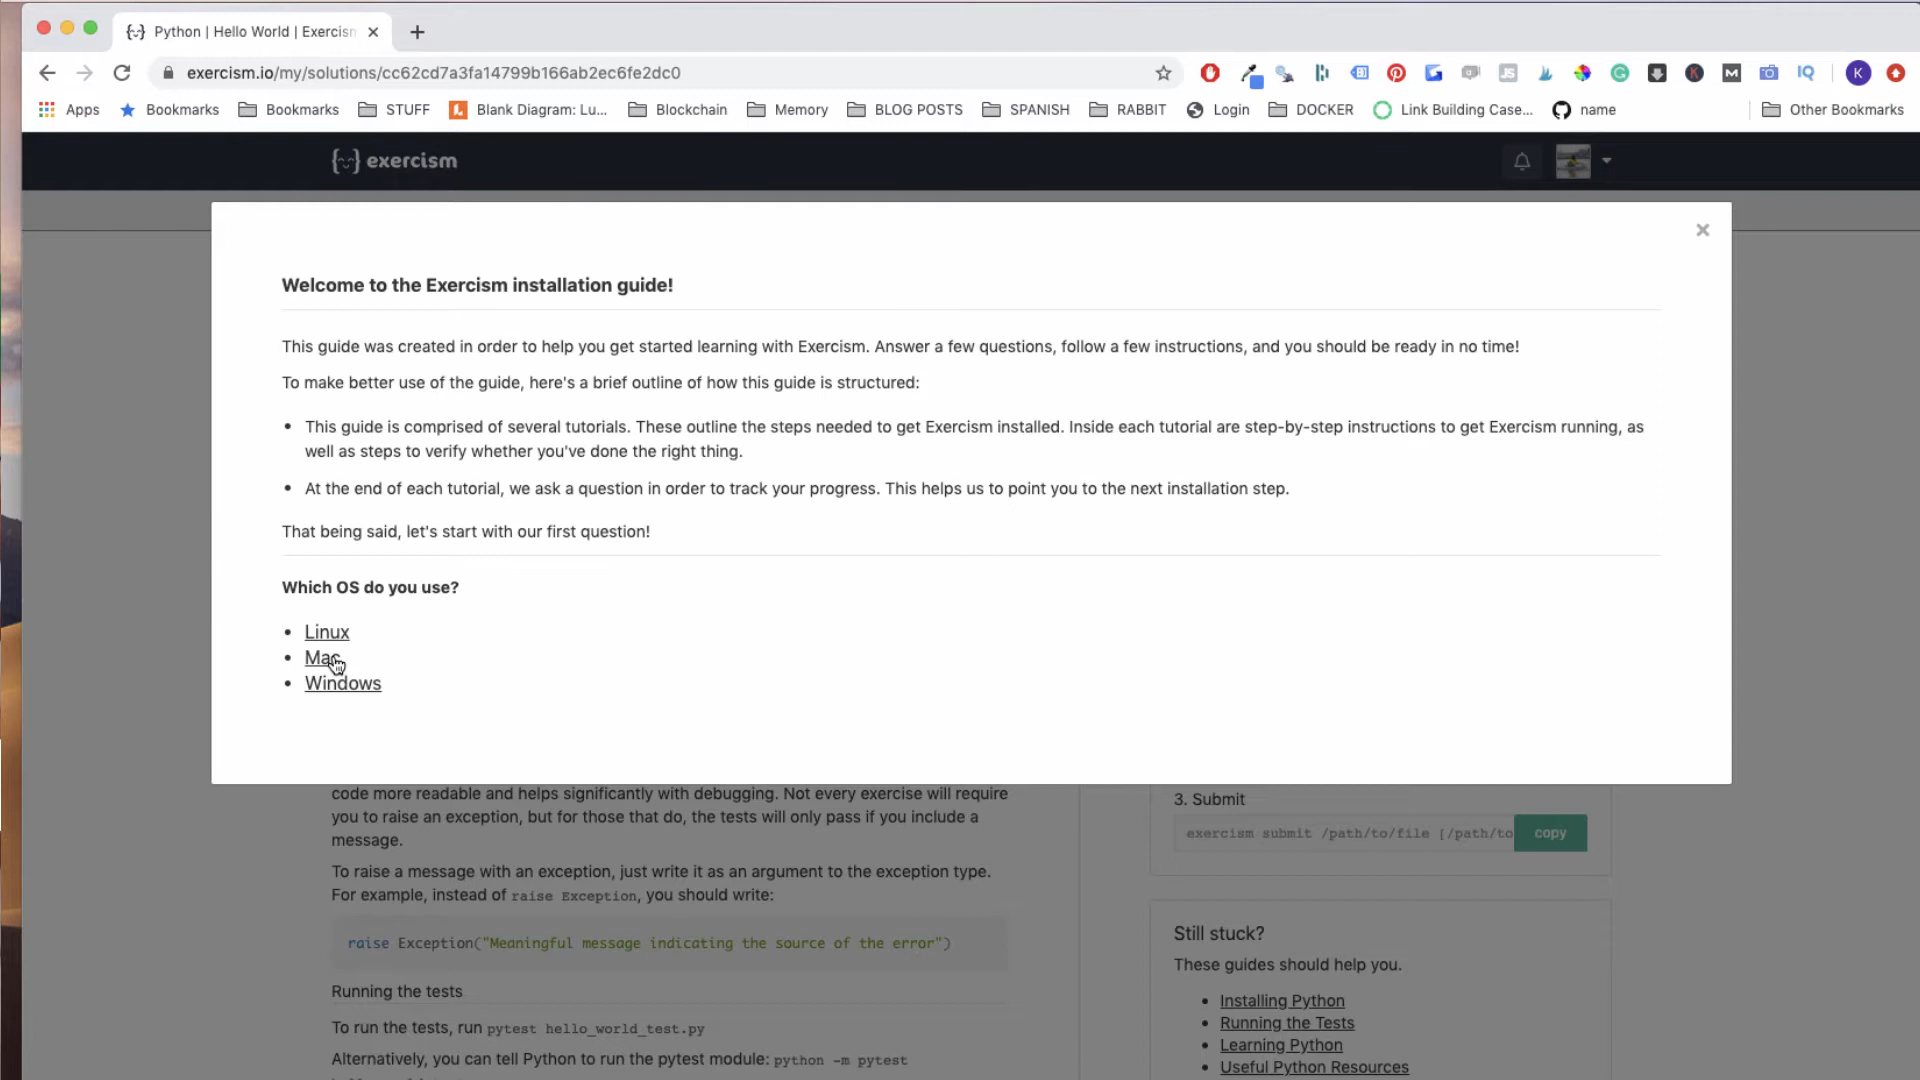 Python | Hello World | Exercism
exercism.io/my/solutions/cc62cd7a3fa14799b166ab2ec6fe2dc0
K
Apps Bookmarks Bookmarks STUFF Blank Diagram: Lu... Blockchain Memory BLOG POSTS SPANISH RABBIT Login DOCKER Link Building Case... name Other Bookmarks
exercism
Welcome to the Exercism installation guide!
This guide was created in order to help you get started learning with Exercism. Answer a few questions, follow a few instructions, and you should be ready in no time!
To make better use of the guide, here's a brief outline of how this guide is structured:
This guide is comprised of several tutorials. These outline the steps needed to get Exercism installed. Inside each tutorial are step-by-step instructions to get Exercism running, as
well as steps to verify whether you've done the right thing.
At the end of each tutorial, we ask a question in order to track your progress. This helps us to point you to the next installation step.
That being said, let's start with our first question!
Which OS do you use?
Linux
Mac
Windows
code more readable and helps significantly with debugging. Not every exercise will require
you to raise an exception, but for those that do, the tests will only pass if you include a
message.
To raise a message with an exception, just write it as an argument to the exception type.
For example, instead of raise Exception, you should write:
raise Exception("Meaningful message indicating the source of the error")
Running the tests
To run the tests, run pytest hello_world_test.py
Alternatively, you can tell Python to run the pytest module: python -m pytest
3. Submit
exercism submit /path/to/file [/path/to
copy
Still stuck?
These guides should help you.
Installing Python
Running the Tests
Learning Python
Useful Python Resources